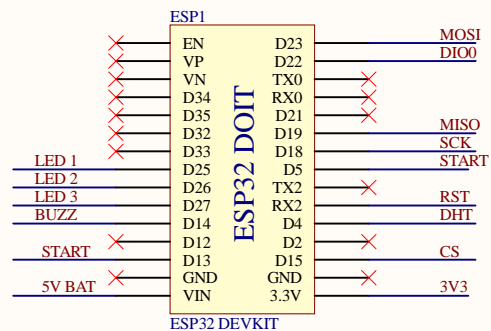 ESP1
EN D23 MOSI
VP D22 DIO0
VN TX0
D34 RX0
D35 D21
D32 D19 MISO
D33 D18 SCK
LED 1 D25 D5 START
LED 2 D26 TX2
LED 3 D27 RX2 RST
BUZZ D14 D4 DHT
D12 D2
START D13 D15 CS
GND GND
5V BAT VIN 3.3V 3V3
ESP32 DOIT
ESP32 DEVKIT